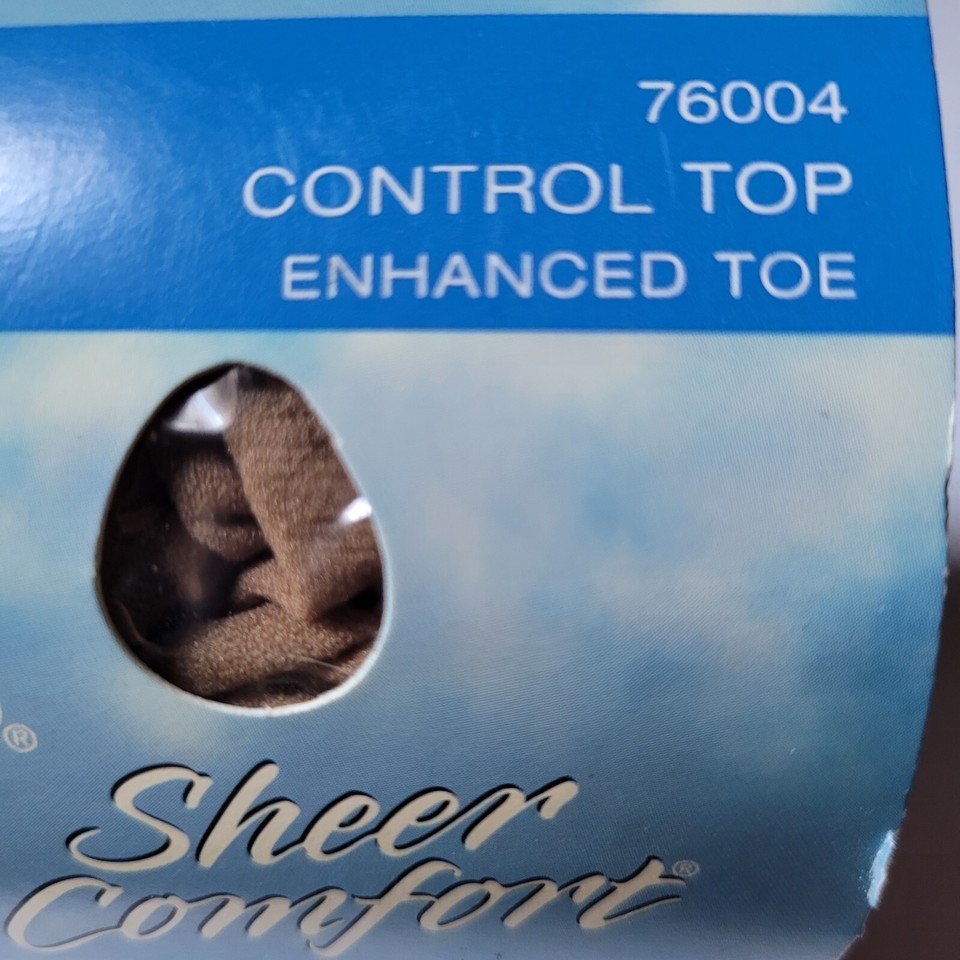 76004
CONTROL TOP
ENHANCED TOE
®
Sheer
Comfort®